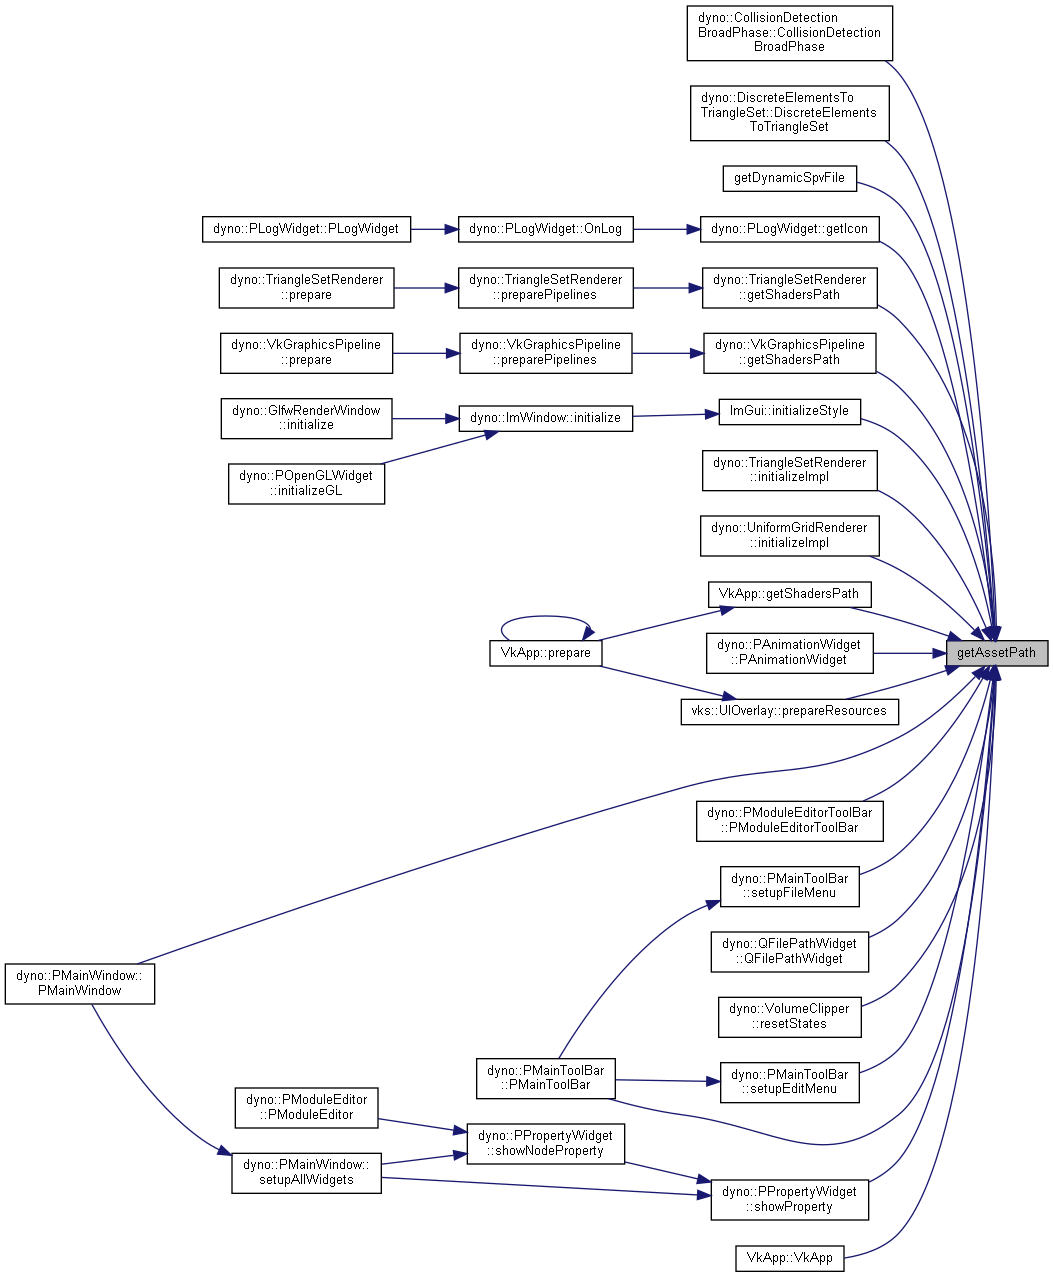 dyno::CollisionDetection
BroadPhase::CollisionDetection
BroadPhase
dyno::DiscreteElementsTo
TriangleSet::DiscreteElements
ToTriangleSet
getDynamicSpvFile
dyno::PLogWidget::PLogWidget
dyno::PLogWidget::OnLog
dyno::PLogWidget::getIcon
dyno::TriangleSetRenderer
::prepare
dyno::TriangleSetRenderer
::preparePipelines
dyno::TriangleSetRenderer
::getShadersPath
dyno::VkGraphicsPipeline
::prepare
dyno::VkGraphicsPipeline
::preparePipelines
dyno::VkGraphicsPipeline
::getShadersPath
dyno::GlfwRenderWindow
::initialize
dyno::ImWindow::initialize
ImGui::initializeStyle
dyno::POpenGLWidget
::initializeGL
dyno::TriangleSetRenderer
::initializeImpl
dyno::UniformGridRenderer
::initializeImpl
VkApp::getShadersPath
VkApp::prepare
dyno::PAnimationWidget
::PAnimationWidget
getAssetPath
vks::UIOverlay::prepareResources
dyno::PModuleEditorToolBar
::PModuleEditorToolBar
dyno::PMainToolBar
::setupFileMenu
dyno::QFilePathWidget
::QFilePathWidget
dyno::PMainWindow::
PMainWindow
dyno::VolumeClipper
::resetStates
dyno::PMainToolBar
::PMainToolBar
dyno::PMainToolBar
::setupEditMenu
dyno::PModuleEditor
::PModuleEditor
dyno::PPropertyWidget
::showNodeProperty
dyno::PMainWindow::
setupAllWidgets
dyno::PPropertyWidget
::showProperty
VkApp::VkApp